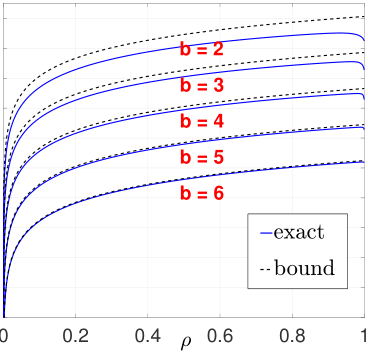 b = 2
b = 3
b = 4
b = 5
b = 6
exact
bound
0 0.2 0.4 0.6 0.8 1
ρ